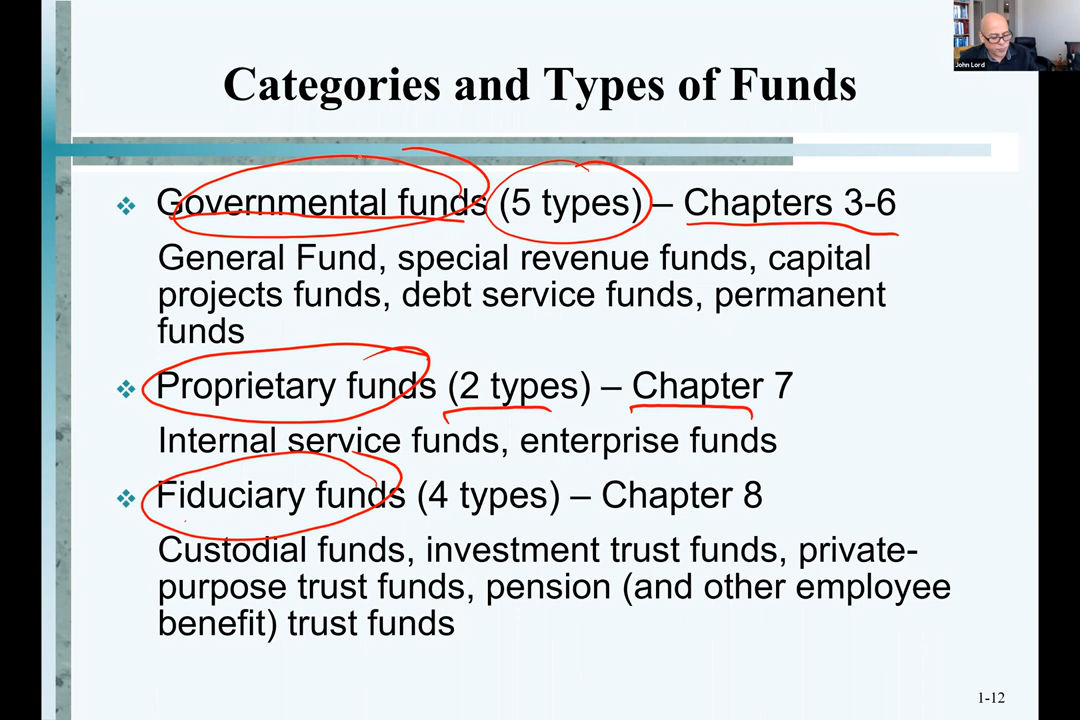 John Lord
Categories and Types of Funds
Governmental funds (5 types) – Chapters 3-6
General Fund, special revenue funds, capital
projects funds, debt service funds, permanent
funds
Proprietary funds (2 types) – Chapter 7
Internal service funds, enterprise funds
Fiduciary funds (4 types) – Chapter 8
Custodial funds, investment trust funds, private-
purpose trust funds, pension (and other employee
benefit) trust funds
1-12